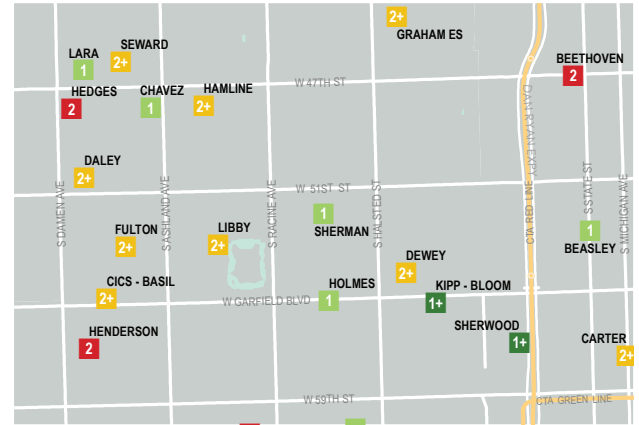 2+
GRAHAM ES
SEWARD
2+
LARA
1
BEETHOVEN
2
W 47TH ST
HEDGES
2
CHAVEZ
1
HAMLINE
2+
DAN RYAN EXPY
DALEY
2+
S DAMEN AVE
S ASHLAND AVE
S RACINE AVE
S HALSTED ST
W 51ST ST
S STATE ST
S MICHIGAN AVE
CTA RED LINE
1
SHERMAN
FULTON
2+
LIBBY
2+
1
BEASLEY
DEWEY
2+
CICS - BASIL
2+
HOLMES
1
KIPP - BLOOM
1+
W GARFIELD BLVD
SHERWOOD
1+
HENDERSON
2
CARTER
2+
W 59TH ST
CTA GREEN LINE